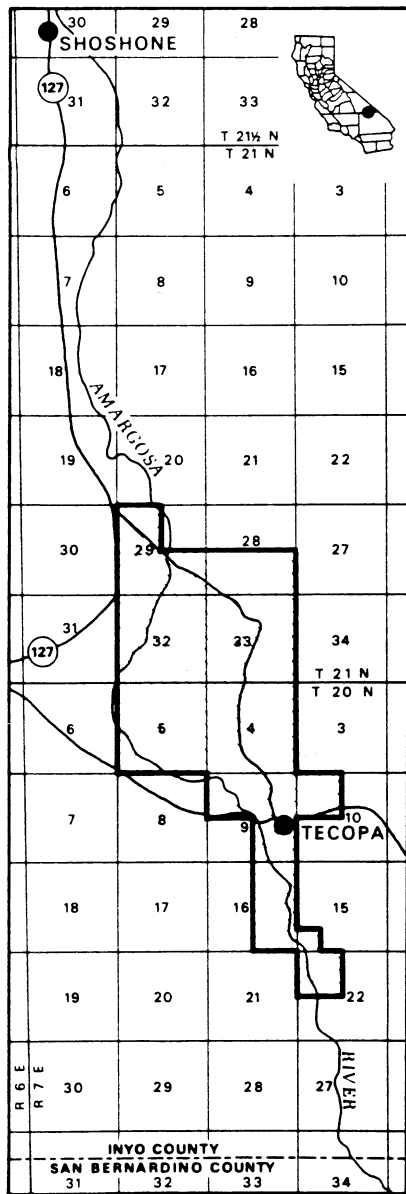 30 29 28
SHOSHONE
127
31 32 33
T 21½ N
T 21 N
6 5 4 3
7 8 9 10
18 17 16 15
AMARGOSA
19 20 21 22
30 29 28 27
31 32 33 34
127
T 21 N
T 20 N
6 5 4 3
7 8 9 10
TECOPA
18 17 16 15
19 20 21 22
R 6 E
R 7 E
30 29 28 27
RIVER
INYO COUNTY
SAN BERNARDINO COUNTY
31 32 33 34